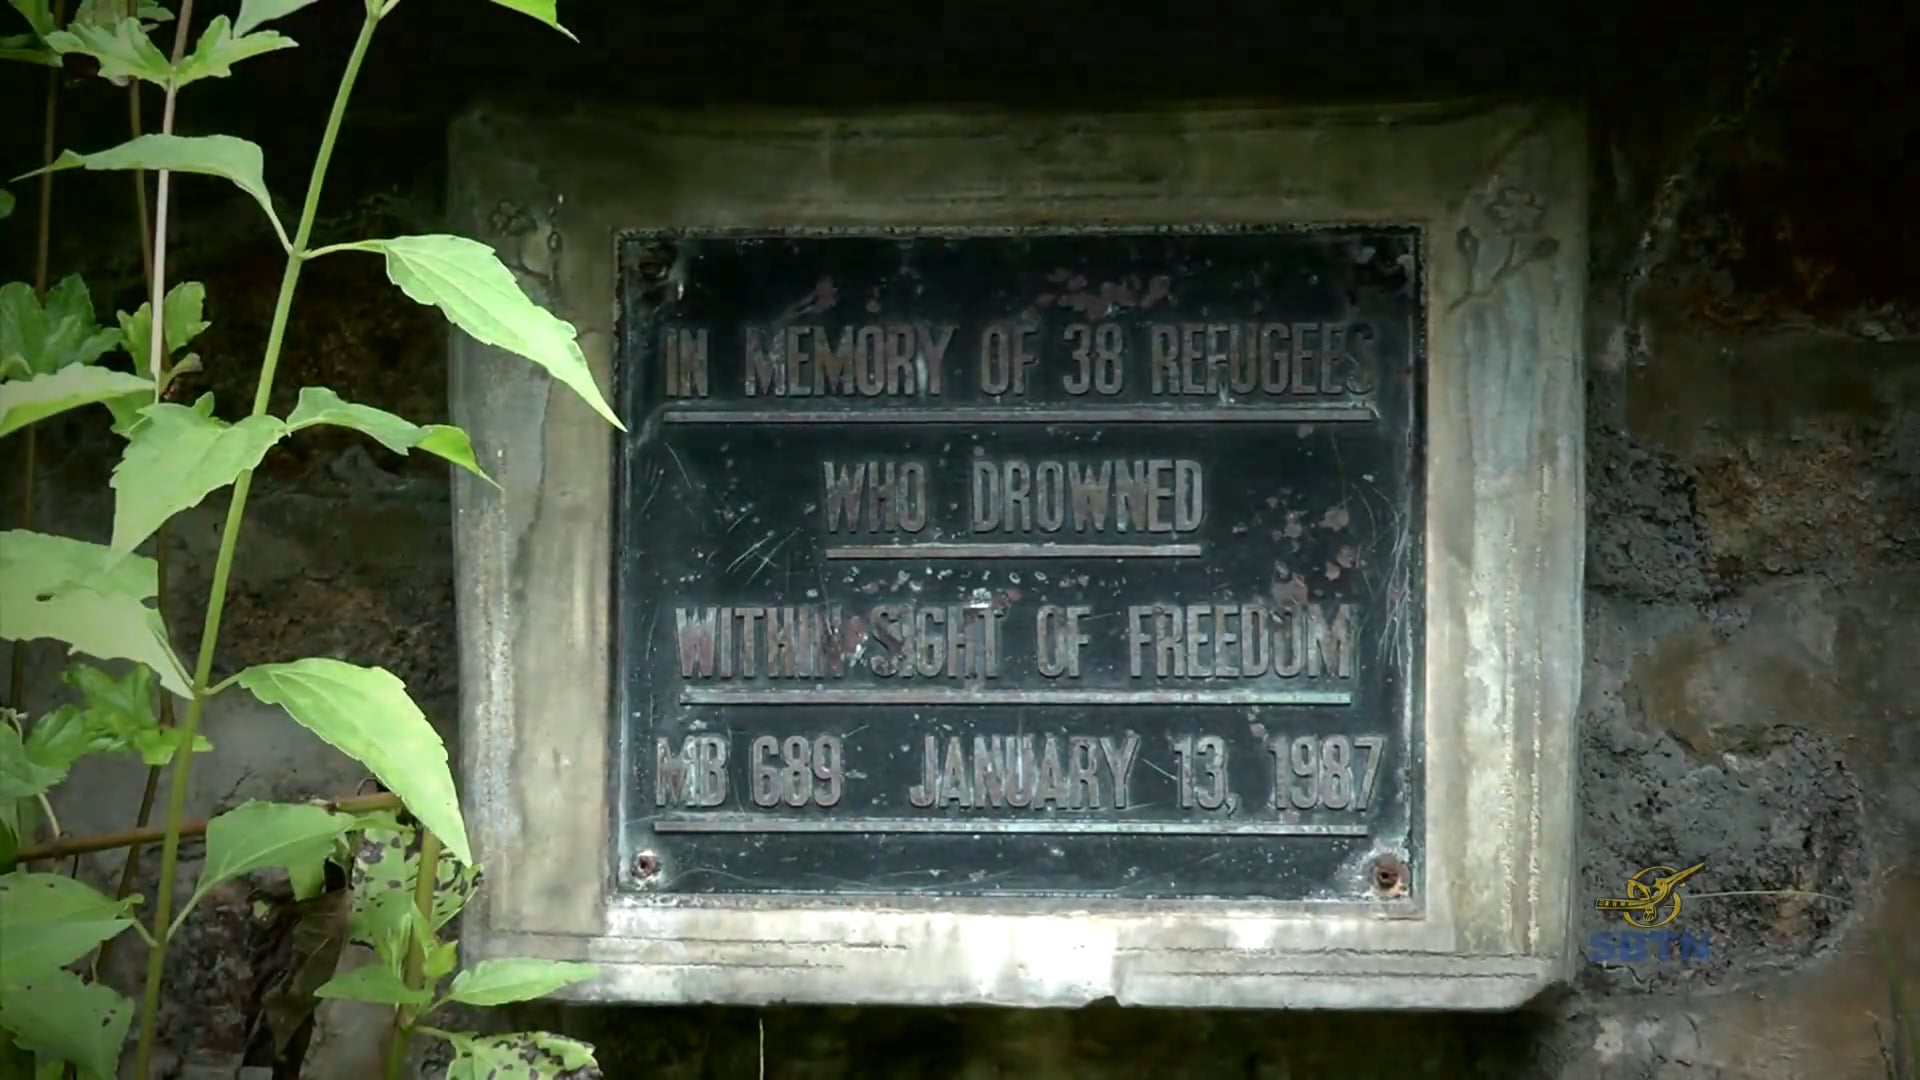 IN MEMORY OF 38 REFUGEES
WHO DROWNED
WITHIN SIGHT OF FREEDOM
MB 689 JANUARY 13, 1987
SBTN